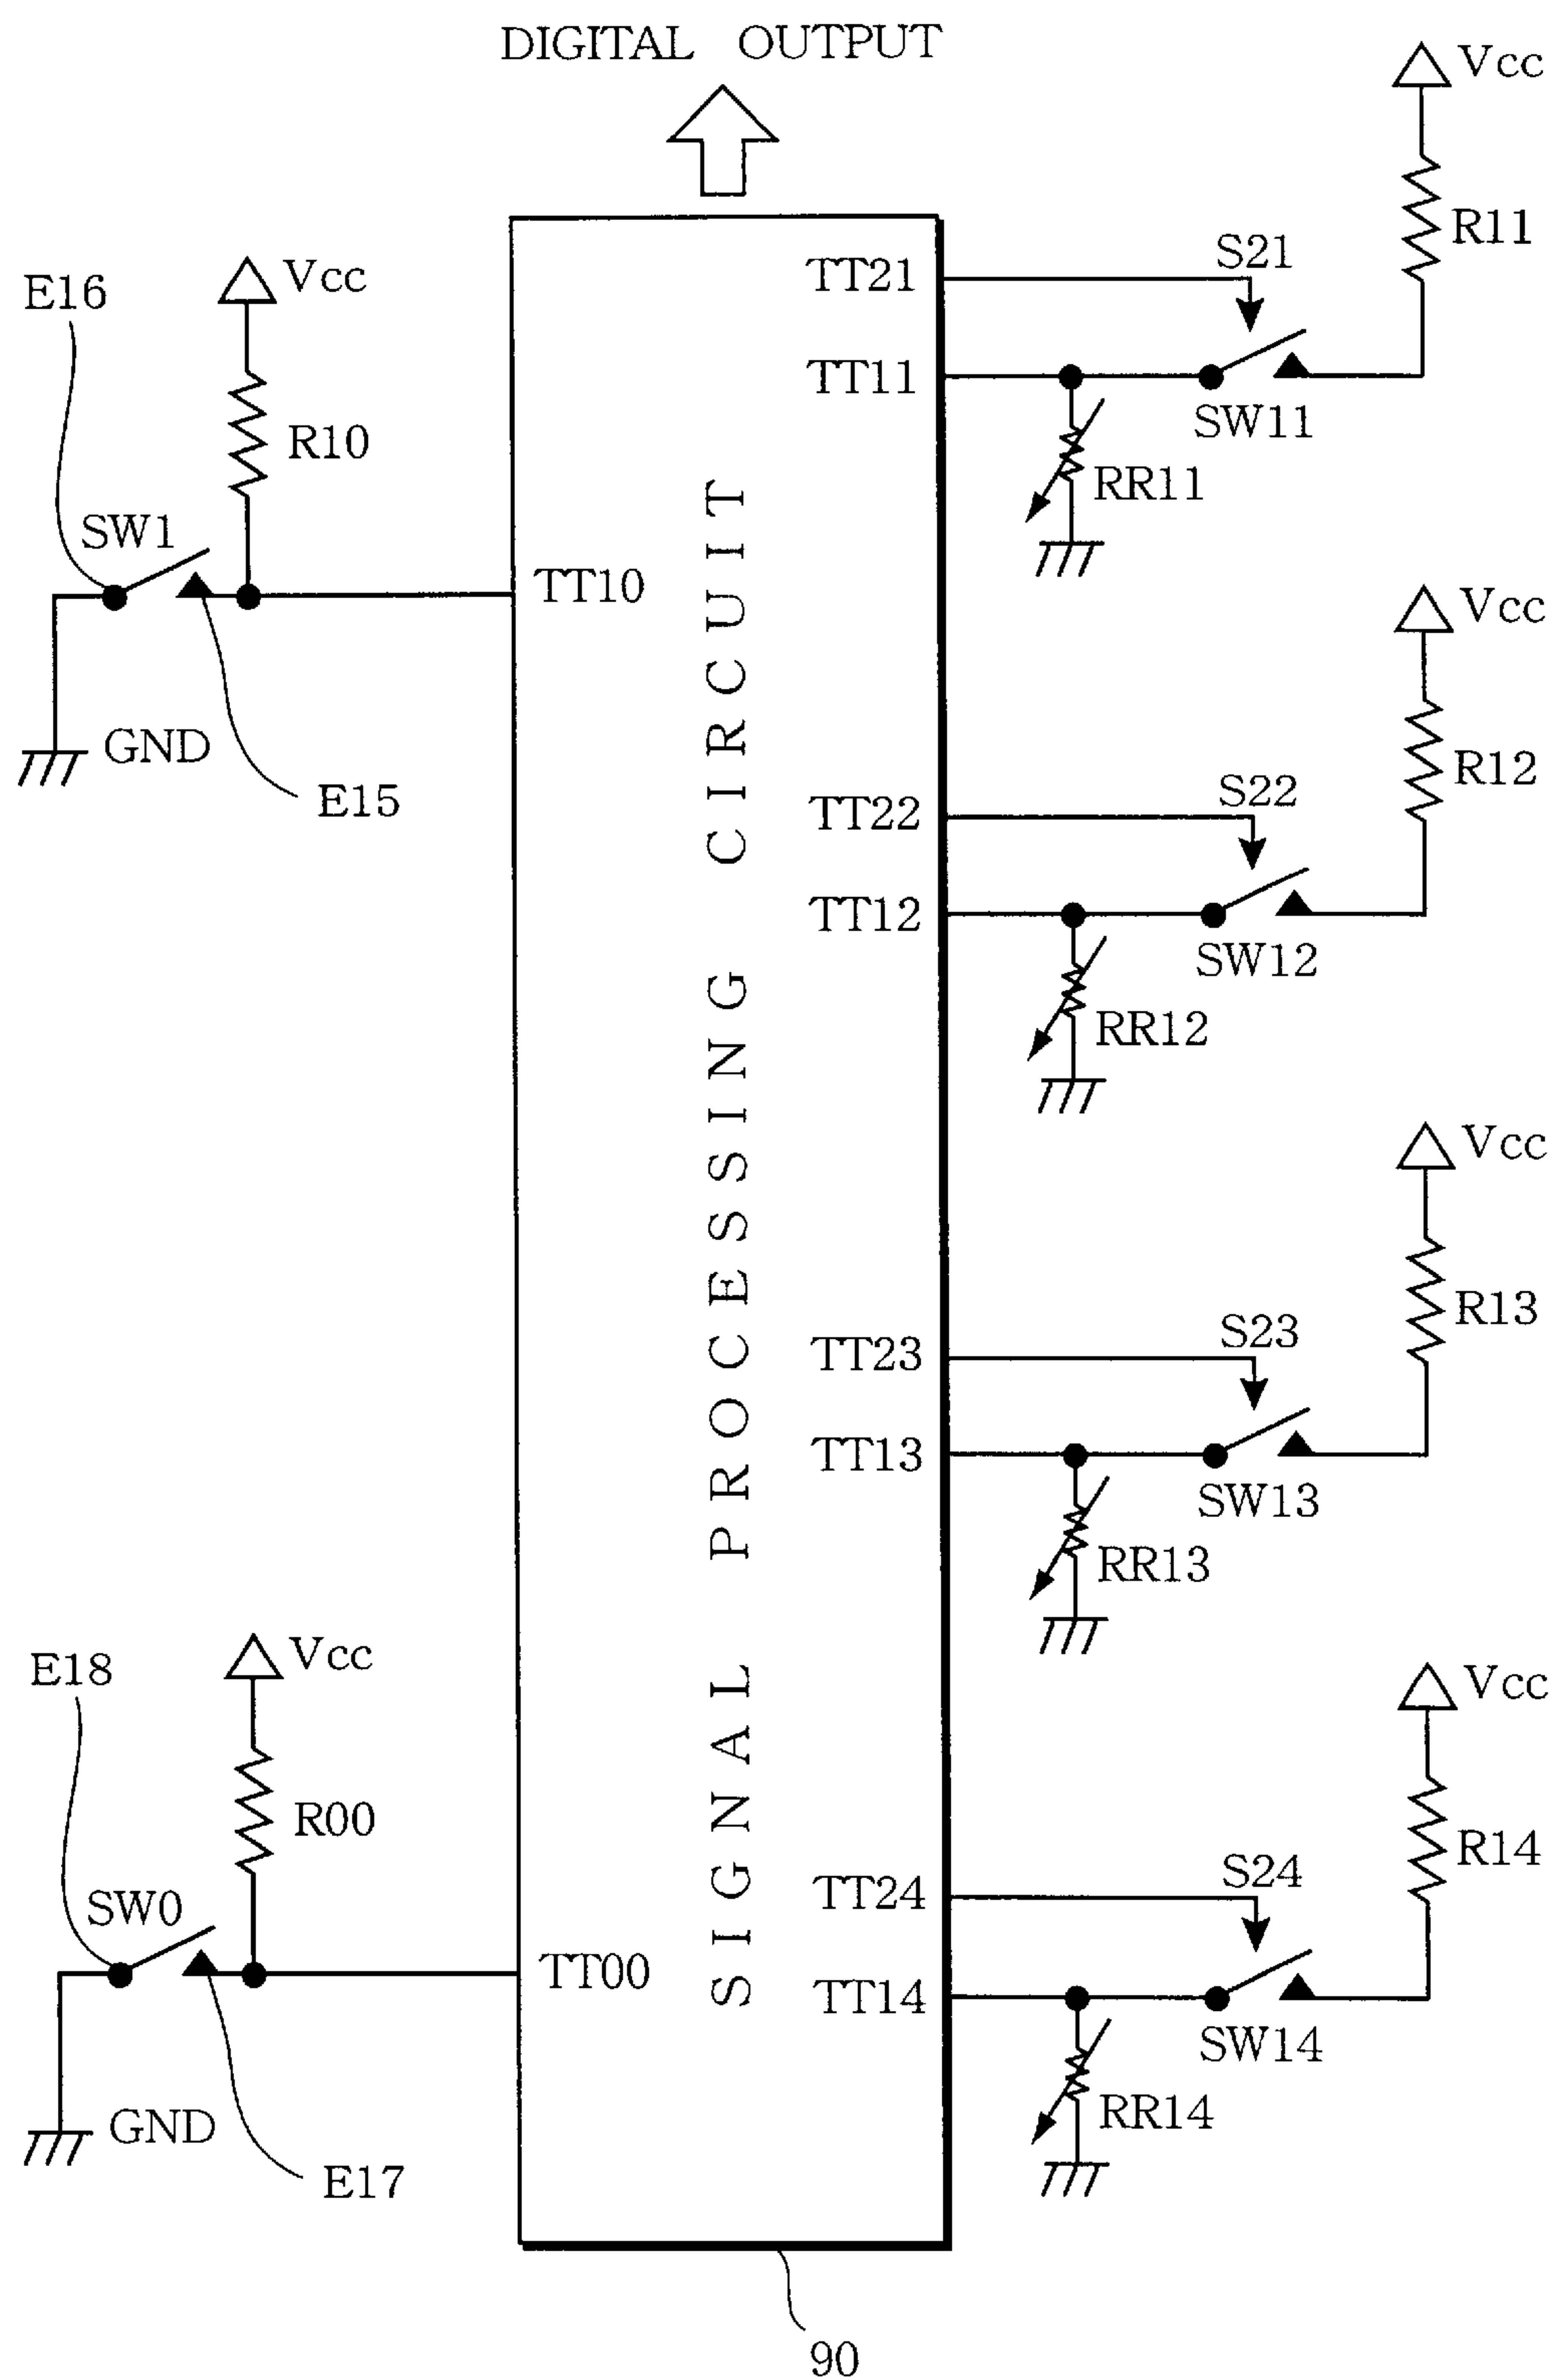 DIGITAL OUTPUT
Vcc
R11
S21
TT21
E16
Vcc
TT11
SW11
R10
RR11
SW1
TT10
Vcc
GND
R12
E15
S22
TT22
TT12
SW12
RR12
Vcc
R13
S23
TT23
TT13
SW13
RR13
SIGNAL PROCESSING CIRCUIT
E18
Vcc
Vcc
R00
R14
S24
TT24
SW0
TT00
TT14
SW14
GND
RR14
E17
90